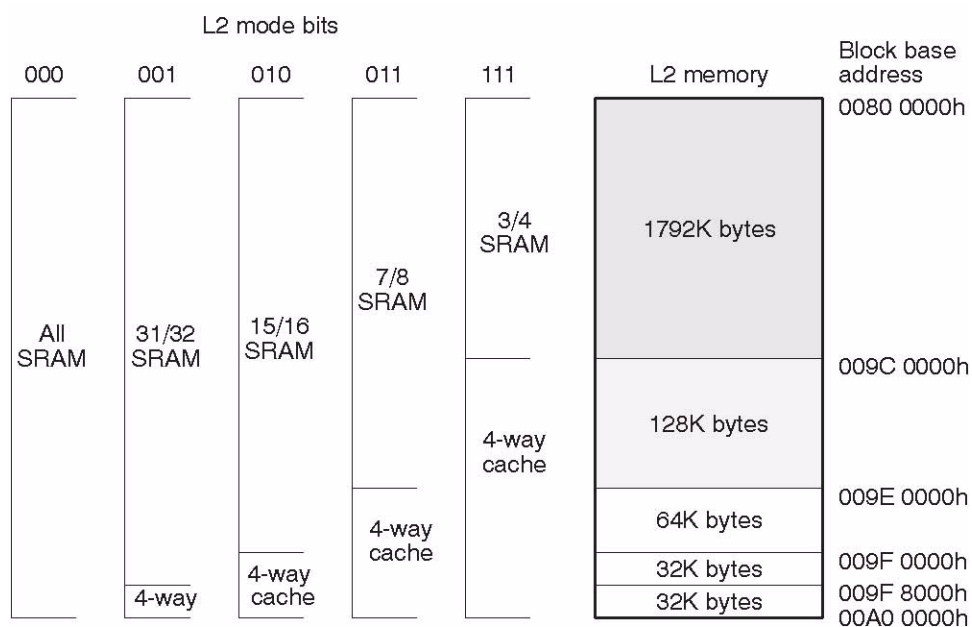 L2 mode bits
000 001 010 011 111 L2 memory Block base
address
0080 0000h
3/4
SRAM
1792K bytes
7/8
SRAM
All
SRAM
31/32
SRAM
15/16
SRAM
009C 0000h
4-way
cache
128K bytes
009E 0000h
4-way
cache
64K bytes
009F 0000h
4-way
cache
32K bytes
009F 8000h
4-way
32K bytes
00A0 0000h